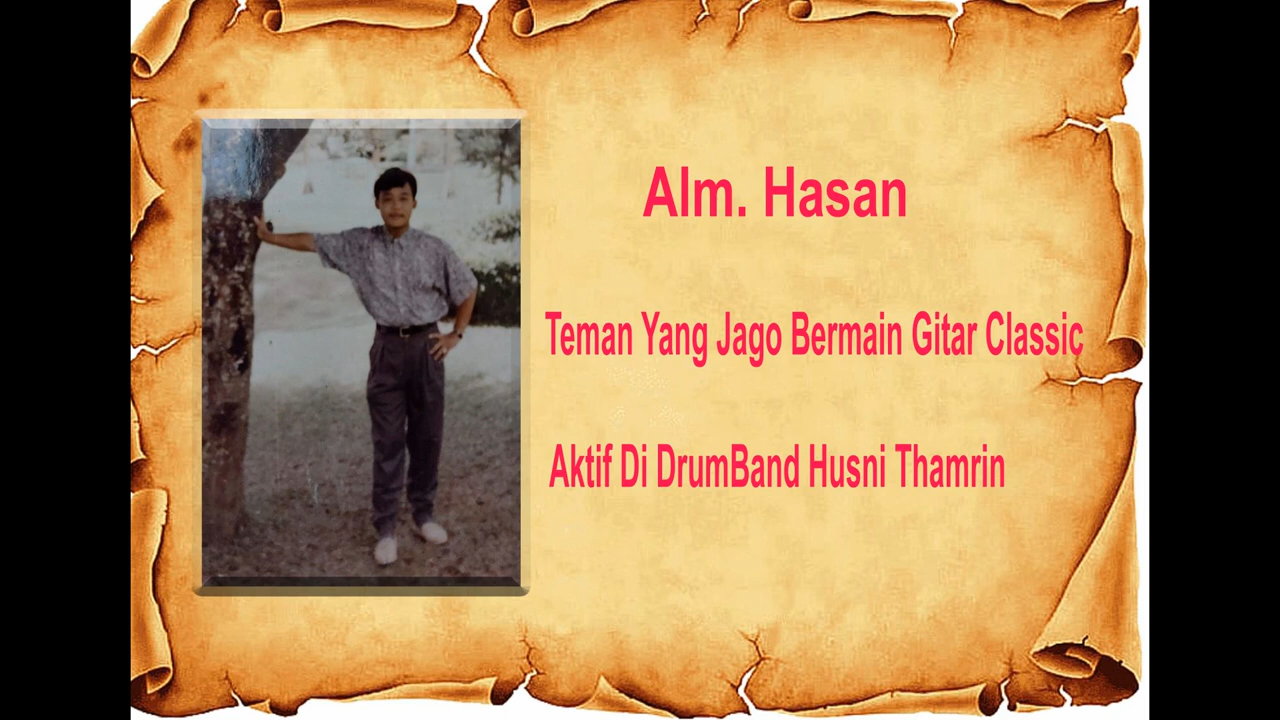 Alm. Hasan
Teman Yang Jago Bermain Gitar Classic
Aktif Di DrumBand Husni Thamrin